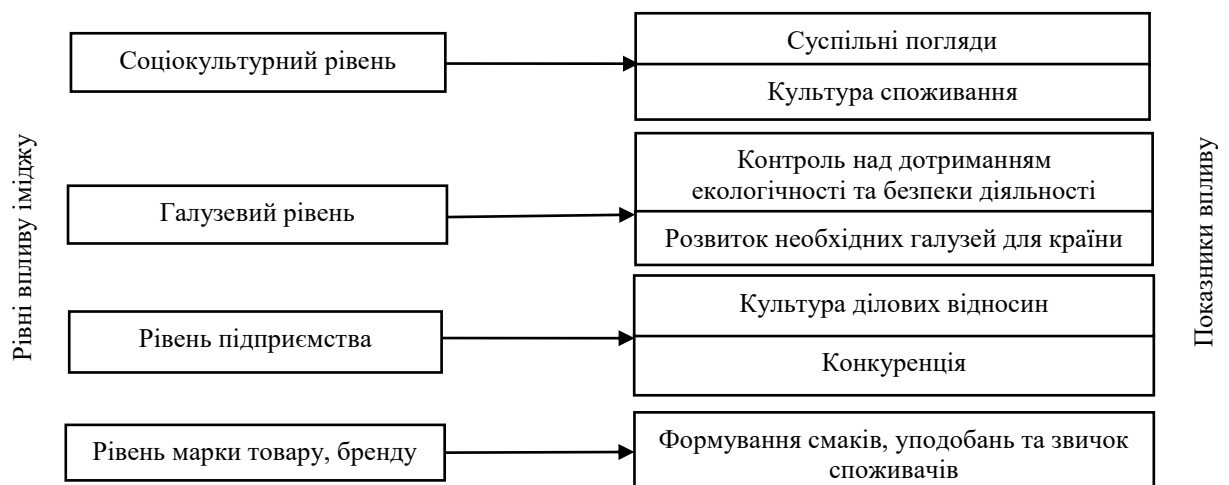 Рівні впливу іміджу
Соціокультурний рівень
Суспільні погляди
Культура споживання
Галузевий рівень
Контроль над дотриманням
екологічності та безпеки діяльності
Розвиток необхідних галузей для країни
Рівень підприємства
Культура ділових відносин
Конкуренція
Рівень марки товару, бренду
Формування смаків, уподобань та звичок
споживачів
Показники впливу